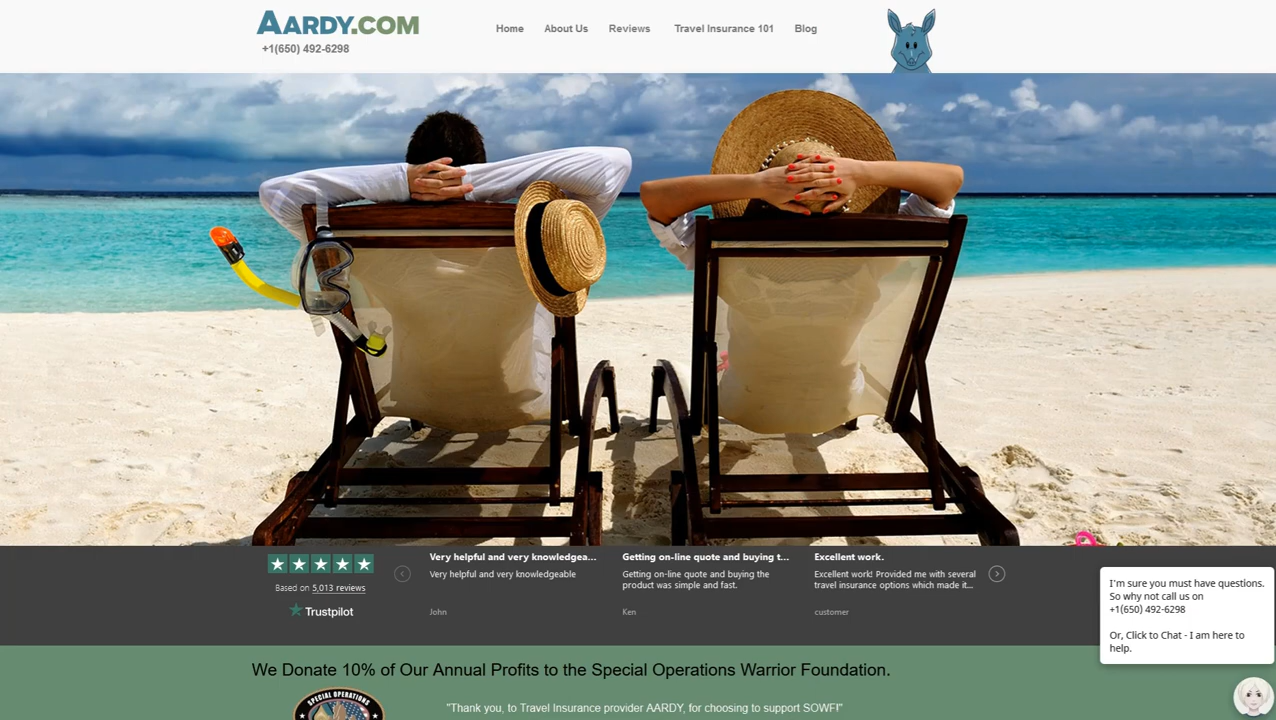 AARDY.COM
+1(650) 492-6298
Home About Us Reviews Travel Insurance 101 Blog
Based on 5,013 reviews
Trustpilot
Very helpful and very knowledgea...
Very helpful and very knowledgeable
John
Getting on-line quote and buying t...
Getting on-line quote and buying the
product was simple and fast.
Ken
Excellent work.
Excellent work! Provided me with several
travel insurance options which made it...
customer
I'm sure you must have questions.
So why not call us on
+1(650) 492-6298
Or, Click to Chat - I am here to
help.
We Donate 10% of Our Annual Profits to the Special Operations Warrior Foundation.
SPECIAL OPERATIONS
"Thank you, to Travel Insurance provider AARDY, for choosing to support SOWF!"